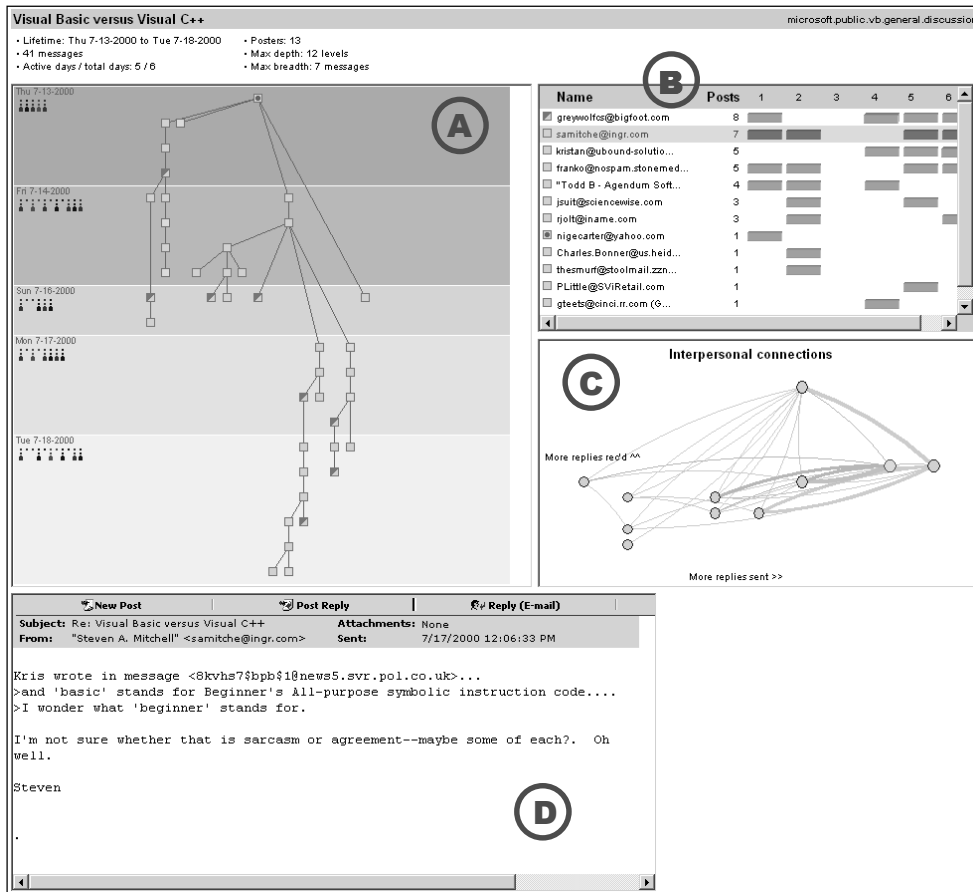 Visual Basic versus Visual C++
microsoft.public.vb.general.discussion
• Lifetime: Thu 7-13-2000 to Tue 7-18-2000
• 41 messages
• Active days / total days: 5 / 6
• Posters: 13
• Max depth: 12 levels
• Max breadth: 7 messages
Thu 7-13-2000
Fri 7-14-2000
Sun 7-16-2000
Mon 7-17-2000
Tue 7-18-2000
A
B
Name Posts 1 2 3 4 5 6
greywolfcs@bigfoot.com 8
samitche@ingr.com 7
kristan@ubound-solutio... 5
franko@nospam.stonemed... 5
"Todd B - Agendum Soft... 4
jsuit@sciencewise.com 3
rjolt@iname.com 3
nigecarter@yahoo.com 1
Charles.Bonner@us.heid... 1
thesmurf@stoolmail.zzn... 1
PLittle@SViRetail.com 1
gteets@cinci.rr.com (G... 1
Interpersonal connections
C
More replies rec'd ^^
More replies sent >>
New Post
Post Reply
Reply (E-mail)
Subject: Re: Visual Basic versus Visual C++ Attachments: None
From: "Steven A. Mitchell" <samitche@ingr.com> Sent: 7/17/2000 12:06:33 PM
Kris wrote in message <8kvhs7$bpb$1@news5.svr.pol.co.uk>...
>and 'basic' stands for Beginner's All-purpose symbolic instruction code....
>I wonder what 'beginner' stands for.
I'm not sure whether that is sarcasm or agreement--maybe some of each?. Oh
well.
Steven
.
D